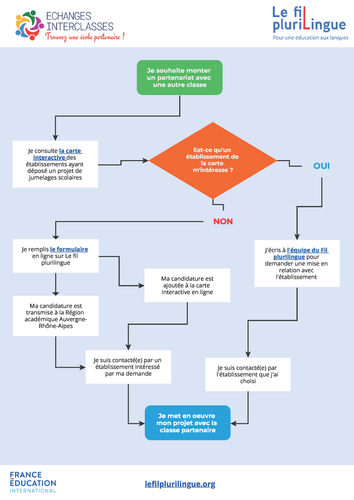 ECHANGES
INTERCLASSES
Trouvez une école partenaire !
Le fil
pluriLingue
Pour une éducation aux langues
Je souhaite monter
un partenariat avec
une autre classe
Je consulte la carte
interactive des
établissements ayant
déposé un projet de
jumelages scolaires
Est-ce qu'un
établissement de
la carte
m'intéresse ?
OUI
NON
Je remplis le formulaire
en ligne sur Le fil
plurilingue
J'écris à l'équipe du Fil
plurilingue pour
demander une mise en
relation avec
l'établissement
Ma candidature est
ajoutée à la carte
interactive en ligne
Ma candidature est
transmise à la Région
académique Auvergne-
Rhône-Alpes
Je suis contacté(e) par un
établissement intéressé
par ma demande
Je suis contacté(e) par
l'établissement que j'ai
choisi
Je met en oeuvre
mon projet avec la
classe partenaire
FRANCE
ÉDUCATION
INTERNATIONAL
lefilplurilingue.org